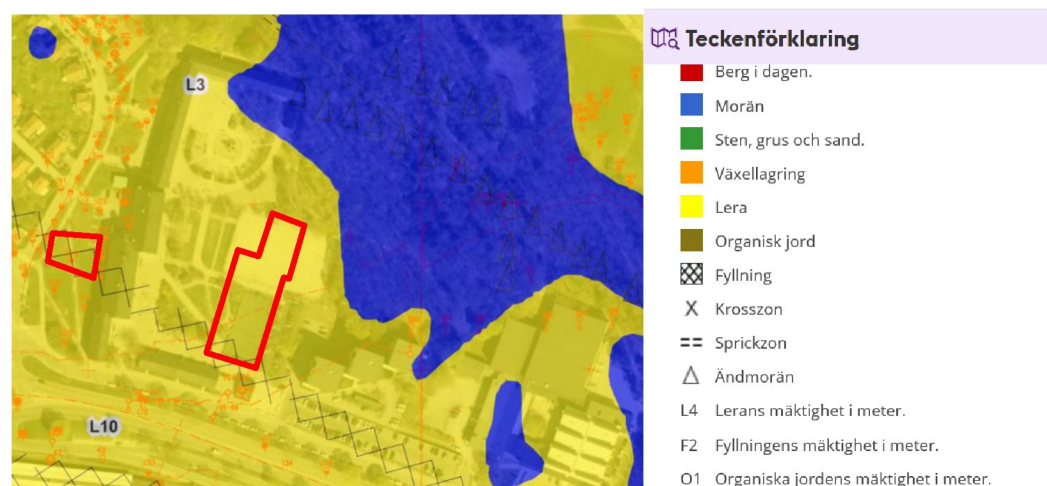 L3
L10
Teckenförklaring
Berg i dagen.
Morän
Sten, grus och sand.
Växellagring
Lera
Organisk jord
Fyllning
Krosszon
Sprickzon
Ändmorän
L4 Lerans mäktighet i meter.
F2 Fyllningens mäktighet i meter.
O1 Organiska jordens mäktighet i meter.